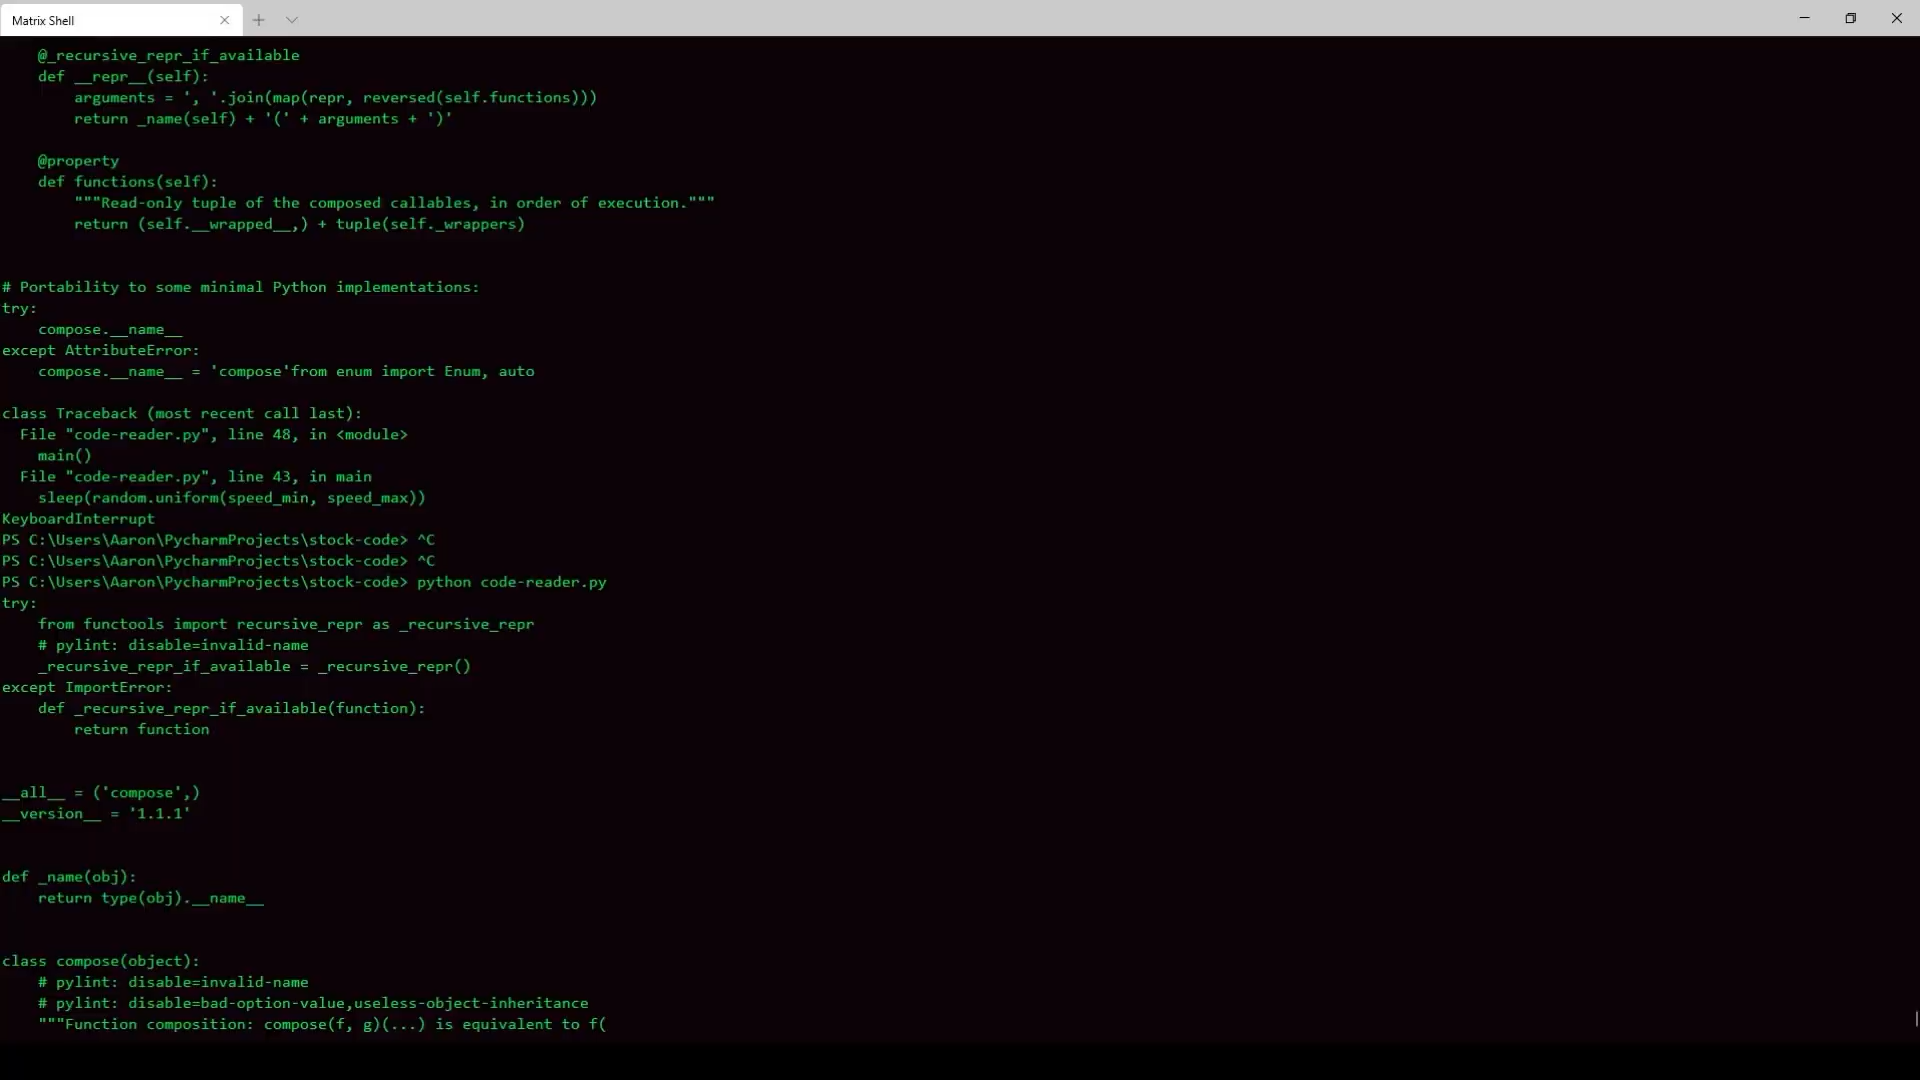 Matrix Shell
    @_recursive_repr_if_available
    def __repr__(self):
        arguments = ', '.join(map(repr, reversed(self.functions)))
        return _name(self) + '(' + arguments + ')'

    @property
    def functions(self):
        """Read-only tuple of the composed callables, in order of execution."""
        return (self.__wrapped__,) + tuple(self._wrappers)


# Portability to some minimal Python implementations:
try:
    compose.__name__
except AttributeError:
    compose.__name__ = 'compose'from enum import Enum, auto

class Traceback (most recent call last):
  File "code-reader.py", line 48, in <module>
    main()
  File "code-reader.py", line 43, in main
    sleep(random.uniform(speed_min, speed_max))
KeyboardInterrupt
PS C:\Users\Aaron\PycharmProjects\stock-code> ^C
PS C:\Users\Aaron\PycharmProjects\stock-code> ^C
PS C:\Users\Aaron\PycharmProjects\stock-code> python code-reader.py
try:
    from functools import recursive_repr as _recursive_repr
    # pylint: disable=invalid-name
    _recursive_repr_if_available = _recursive_repr()
except ImportError:
    def _recursive_repr_if_available(function):
        return function


__all__ = ('compose',)
__version__ = '1.1.1'


def _name(obj):
    return type(obj).__name__


class compose(object):
    # pylint: disable=invalid-name
    # pylint: disable=bad-option-value,useless-object-inheritance
    """Function composition: compose(f, g)(...) is equivalent to f(